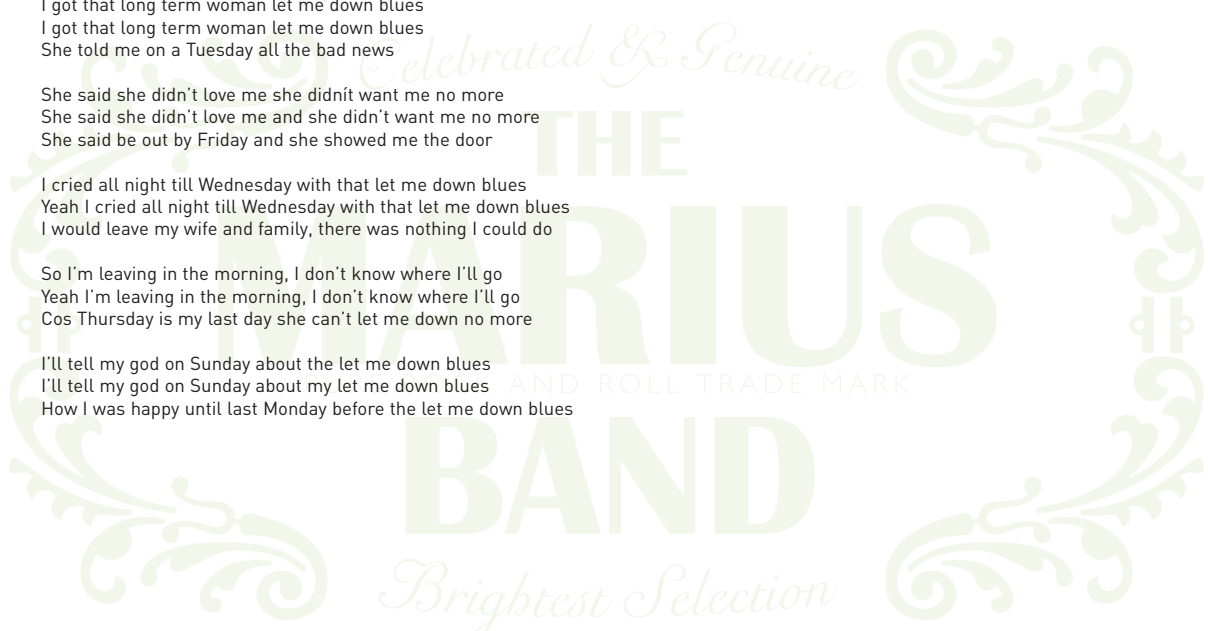 I got that long term woman let me down blues
I got that long term woman let me down blues
She told me on a Tuesday all the bad news
Celebrated & Genuine
She said she didn't love me she didnít want me no more
She said she didn't love me and she didn't want me no more
She said be out by Friday and she showed me the door
THE
I cried all night till Wednesday with that let me down blues
Yeah I cried all night till Wednesday with that let me down blues
I would leave my wife and family, there was nothing I could do
MARIUS
So I'm leaving in the morning, I don't know where I'll go
Yeah I'm leaving in the morning, I don't know where I'll go
Cos Thursday is my last day she can't let me down no more
I'll tell my god on Sunday about the let me down blues
I'll tell my god on Sunday about my let me down blues
AND ROLL TRADE MARK
How I was happy until last Monday before the let me down blues
BAND
Brightest Selection